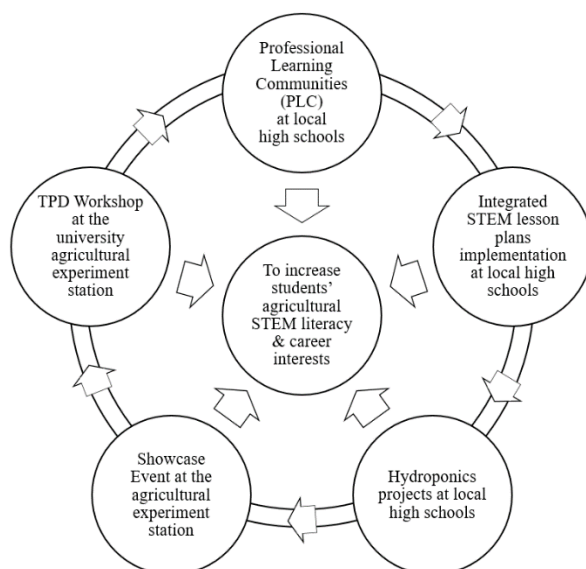 Professional
Learning
Communities
(PLC)
at local
high schools
TPD Workshop
at the
university
agricultural
experiment
station
Integrated
STEM lesson
plans
implementation
at local high
schools
To increase
students’
agricultural
STEM literacy
& career
interests
Showcase
Event at the
agricultural
experiment
station
Hydroponics
projects at local
high schools